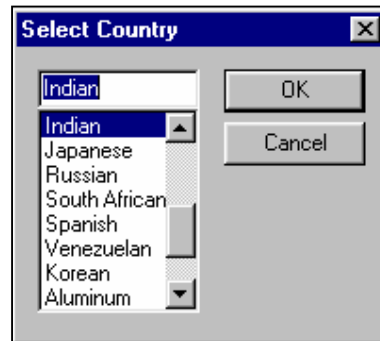 Select Country
Indian
OK
Indian
Japanese
Cancel
Russian
South African
Spanish
Venezuelan
Korean
Aluminum